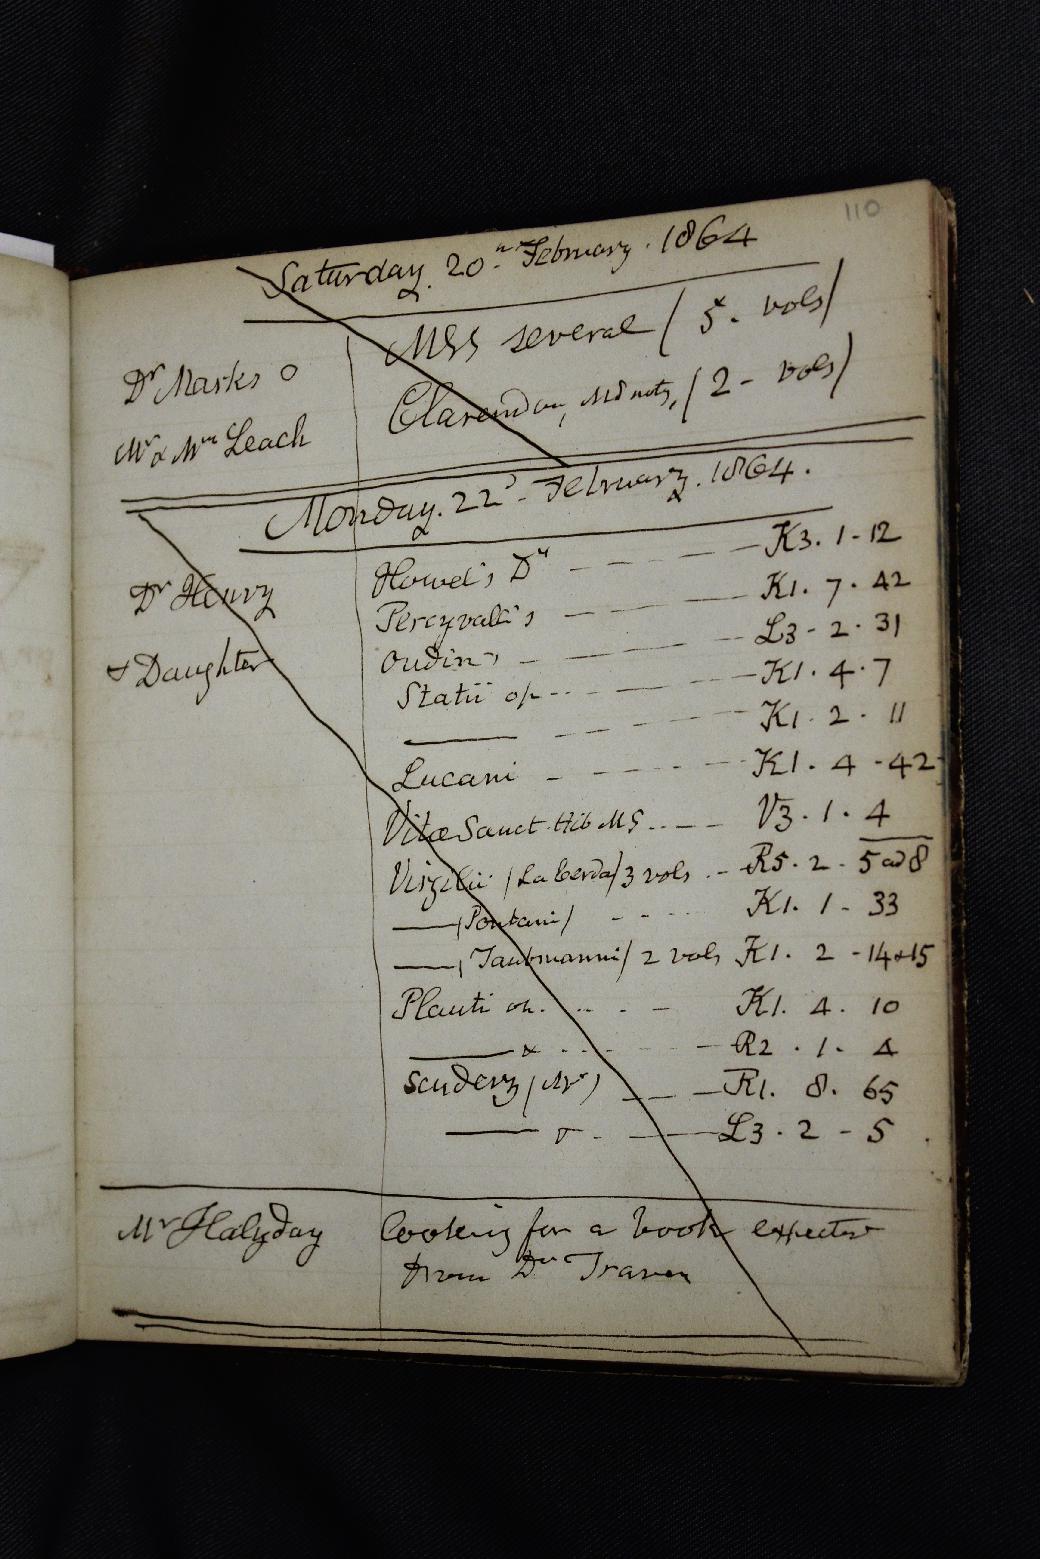 110
Saturday. 20th February. 1864
Dr Marks o MSS several ( 5. vols )
Mr & Mrs Leach Clarendon, MS notes, ( 2 - vols )
Monday. 22d - February. 1864.
Dr Henry Howel's Dy — K3. 1 - 12
Percyvall's — K1. 7. 42
& Daughter Oudin's — L3 - 2. 31
Statii op -- — K1. 4. 7
—— — K1. 2. 11
Lucani - — K1. 4 - 42
Vitæ Sanct. Hib MS.. — V3. 1. 4
Virgilii (La Cerda) 3 vols .. - R5. 2 - 5 ad 8
—— (Pontani) - - - K1. 1 - 33
——, Taubmanni) 2 vols K1. 2 - 14 & 15
Plauti op. .. . - K1. 4. 10
—— x .. — R2 . 1. 4
Scudery (Mr) — R1. 8. 65
—— — L3. 2 - 5 .
Mr Halyday looking for a book expected
from Dr